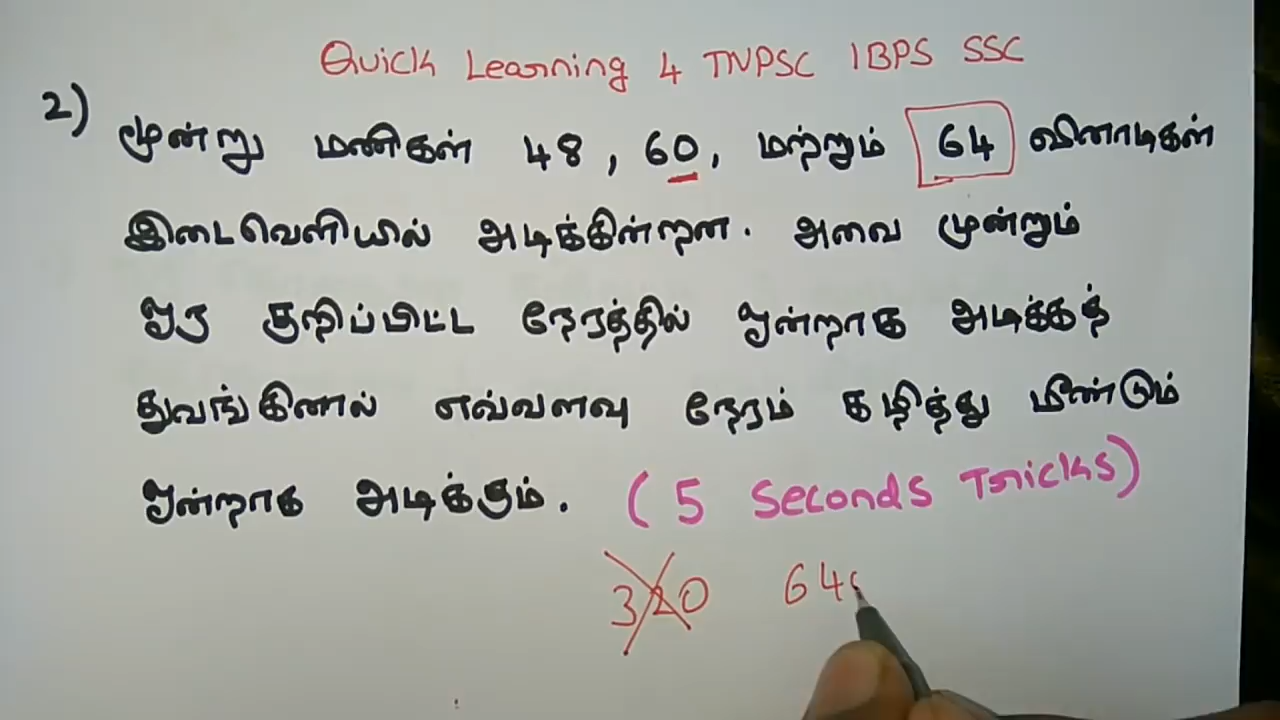 Quick Learning 4 TNPSC IBPS SSC
2) மூன்று மணிகள் 48, 60, மற்றும் 64 வினாடிகள்
இடைவெளியில் அடிக்கின்றன. அவை மூன்றும்
ஒரு குறிப்பிட்ட நேரத்தில் ஒன்றாக அடிக்கத்
துவங்கினால் எவ்வளவு நேரம் கழித்து மீண்டும்
ஒன்றாக அடிக்கும். (5 Seconds Tricks)
320 64